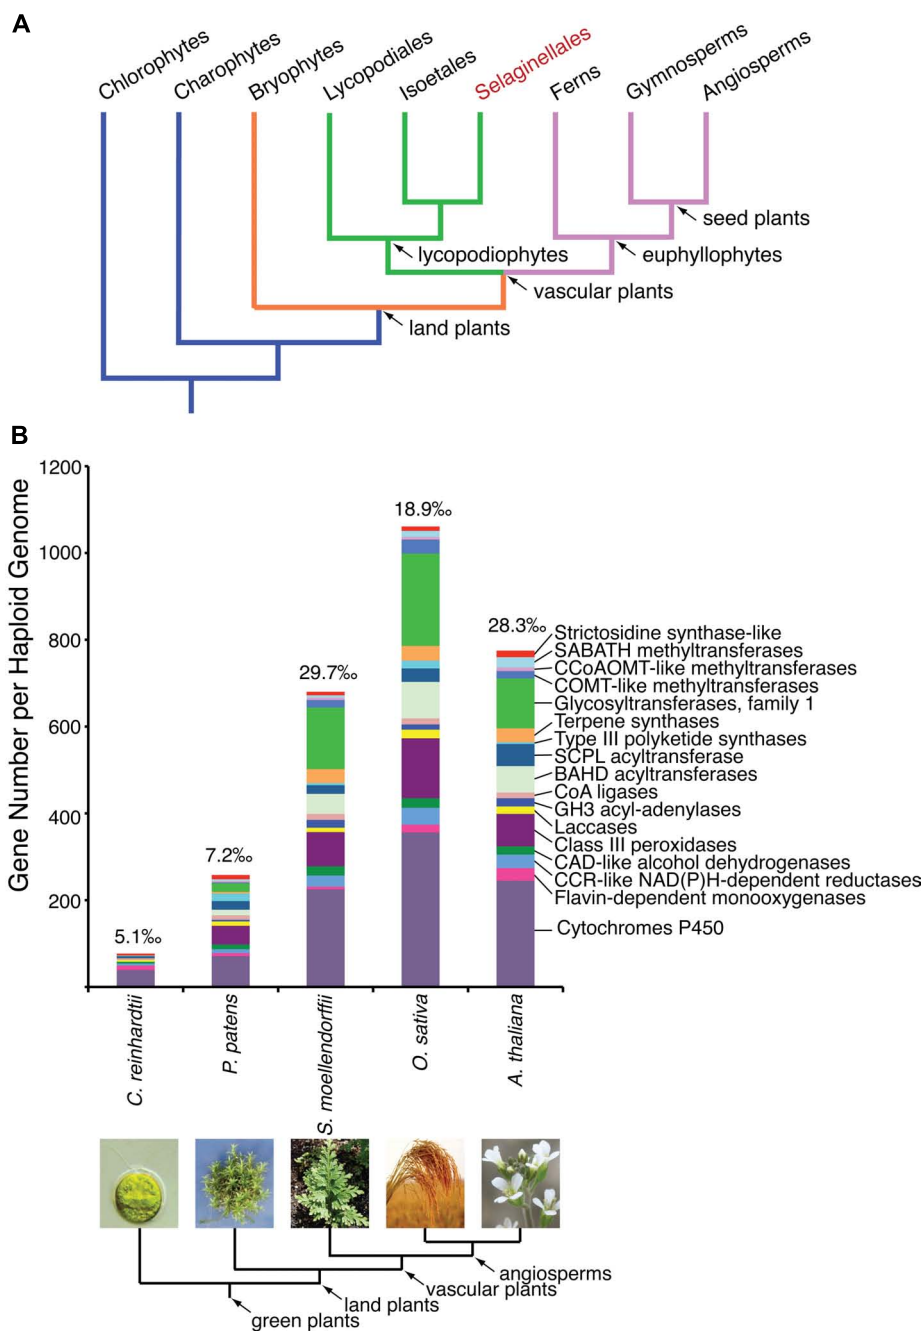 A
Chlorophytes
Charophytes
Bryophytes
Lycopodiales
Isoetales
Selaginellales
Ferns
Gymnosperms
Angiosperms
seed plants
lycopodiophytes
euphyllophytes
vascular plants
land plants
B
Gene Number per Haploid Genome
1200
1000
800
600
400
200
5.1‰
7.2‰
29.7‰
18.9‰
28.3‰
Strictosidine synthase-like
SABATH methyltransferases
CCoAOMT-like methyltransferases
COMT-like methyltransferases
Glycosyltransferases, family 1
Terpene synthases
Type III polyketide synthases
SCPL acyltransferase
BAHD acyltransferases
CoA ligases
GH3 acyl-adenylases
Laccases
Class III peroxidases
CAD-like alcohol dehydrogenases
CCR-like NAD(P)H-dependent reductases
Flavin-dependent monooxygenases
Cytochromes P450
C. reinhardtii
P. patens
S. moellendorffii
O. sativa
A. thaliana
angiosperms
vascular plants
land plants
green plants